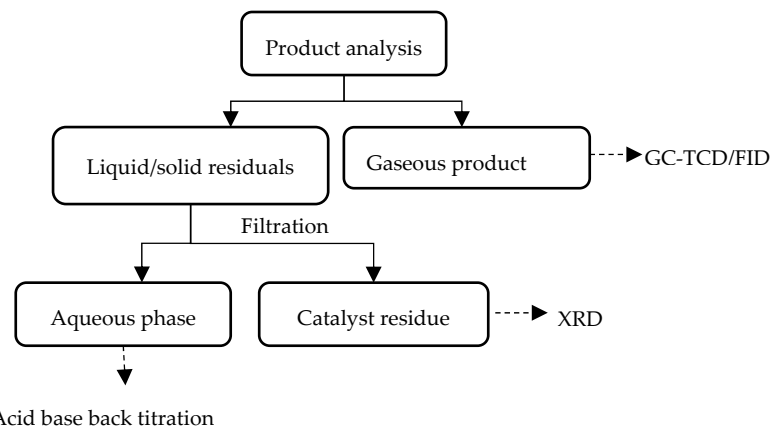 Product analysis
Liquid/solid residuals
Gaseous product
GC-TCD/FID
Filtration
Aqueous phase
Catalyst residue
XRD
Acid base back titration